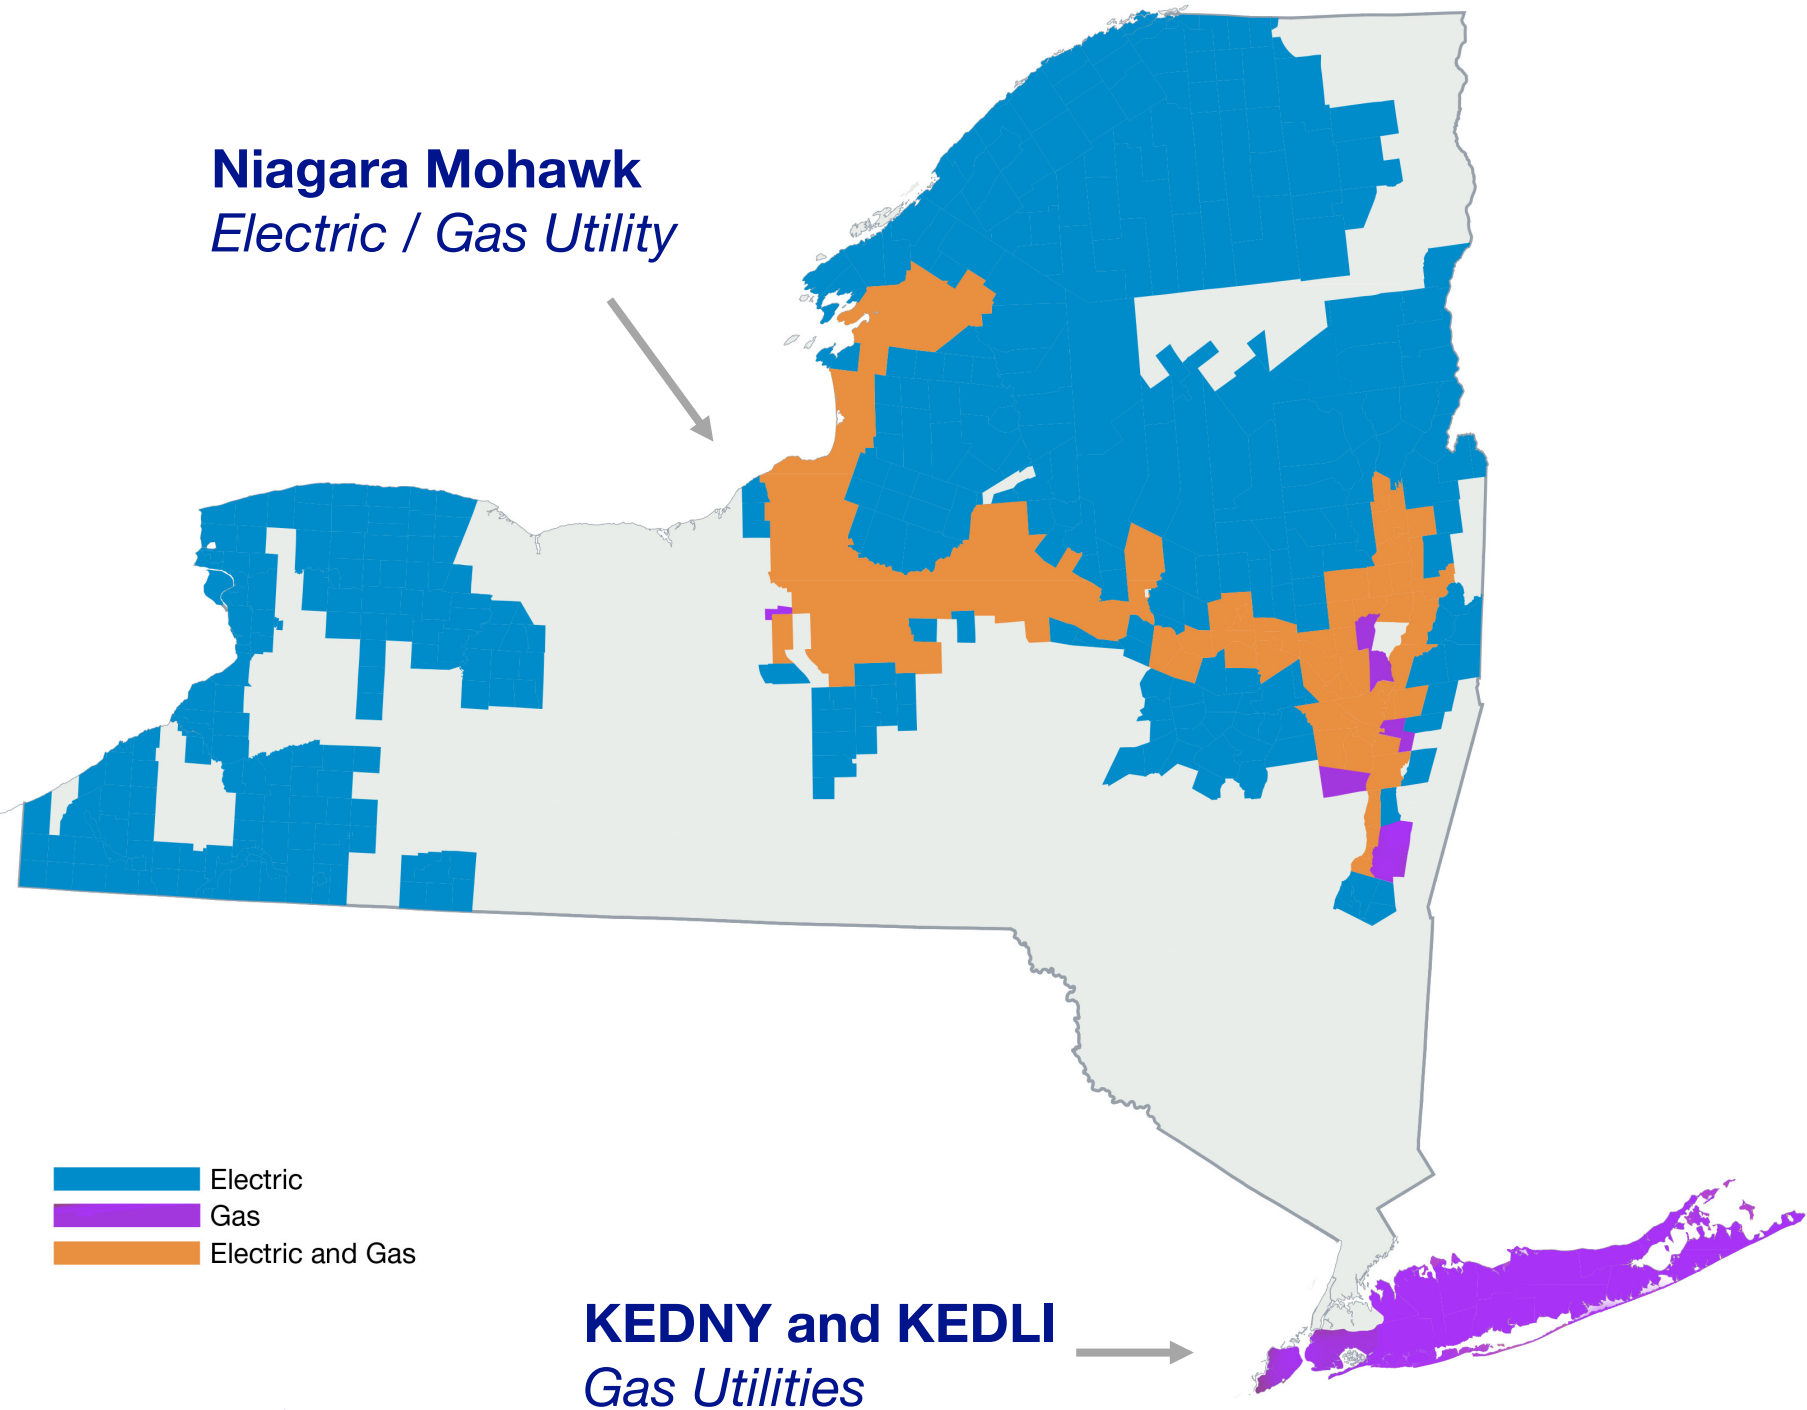 Niagara Mohawk
Electric / Gas Utility
Electric
Gas
Electric and Gas
KEDNY and KEDLI
Gas Utilities